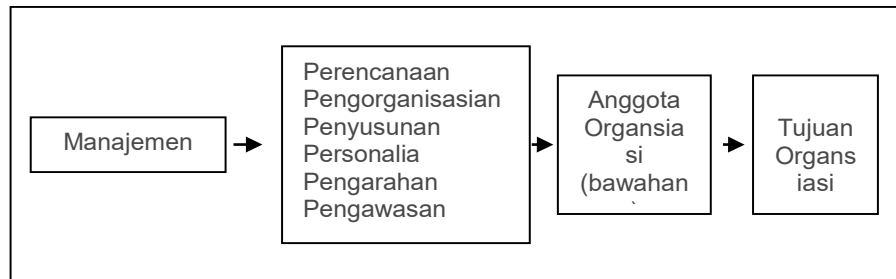 Manajemen
Perencanaan
Pengorganisasian
Penyusunan
Personalia
Pengarahan
Pengawasan
Anggota
Organsia
si
(bawahan
Tujuan
Organs
iasi